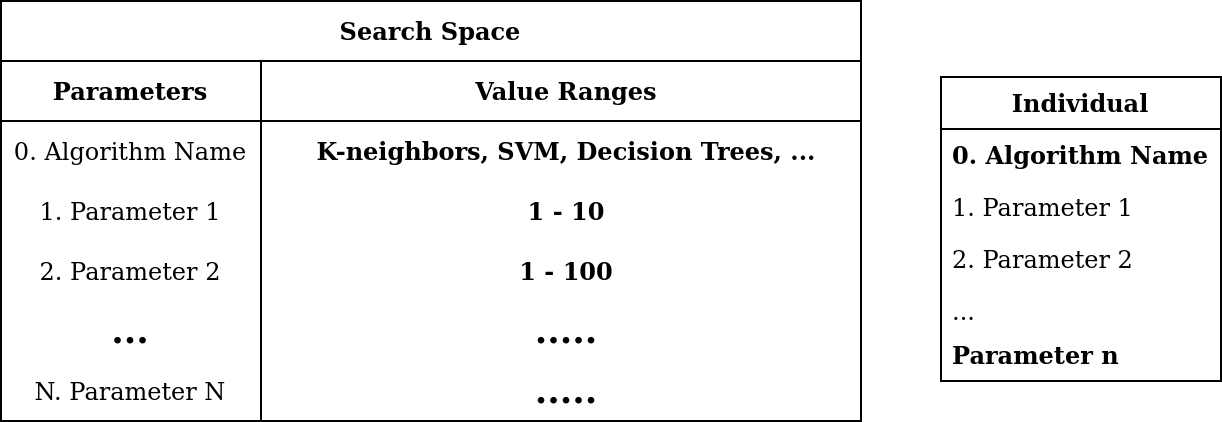 Search Space
Parameters
Value Ranges
0. Algorithm Name
K-neighbors, SVM, Decision Trees, ...
1. Parameter 1
1 - 10
2. Parameter 2
1 - 100
...
.....
N. Parameter N
.....
Individual
0. Algorithm Name
1. Parameter 1
2. Parameter 2
...
Parameter n